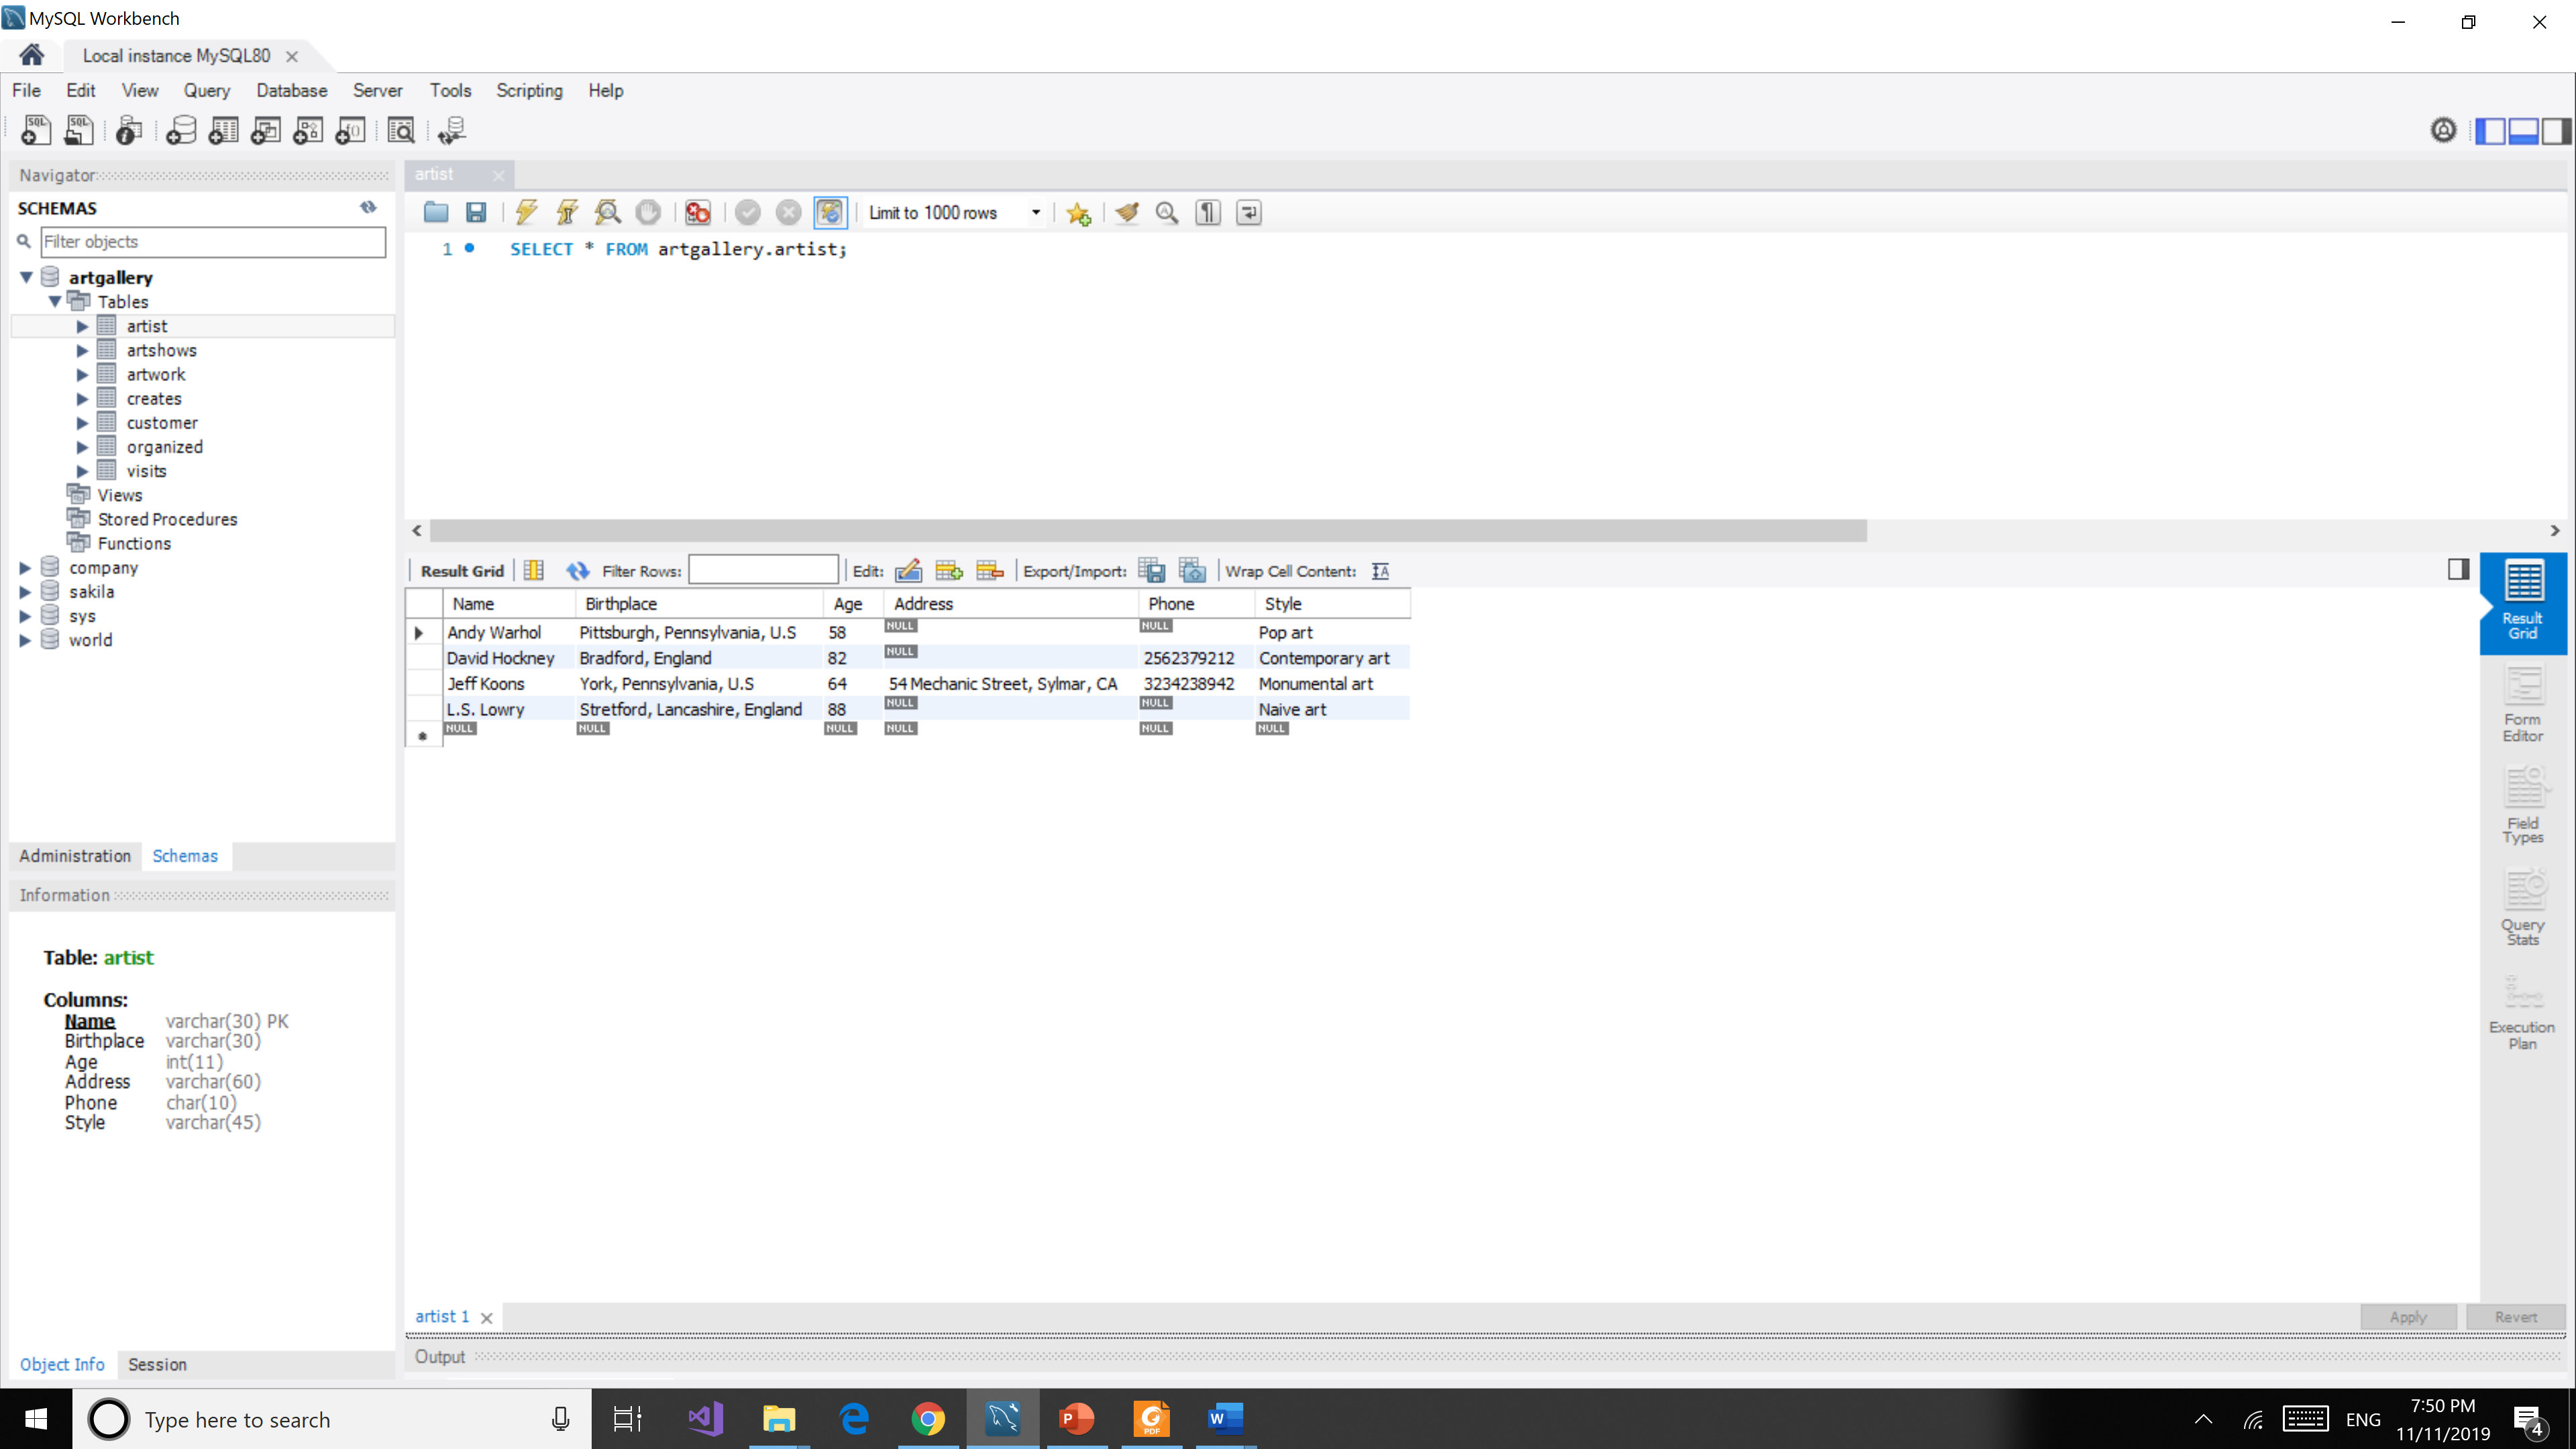 MySQL Workbench
Local instance MySQL80
File Edit View Query Database Server Tools Scripting Help
Navigator
SCHEMAS
Filter objects
artgallery
Tables
artist
artshows
artwork
creates
customer
organized
visits
Views
Stored Procedures
Functions
company
sakila
sys
world
Administration Schemas
Information
Table: artist
Columns:
Name varchar(30) PK
Birthplace varchar(30)
Age int(11)
Address varchar(60)
Phone char(10)
Style varchar(45)
Object Info Session
artist
Limit to 1000 rows
1 SELECT * FROM artgallery.artist;
Result Grid Filter Rows: Edit: Export/Import: Wrap Cell Content:
Name Birthplace Age Address Phone Style
Andy Warhol Pittsburgh, Pennsylvania, U.S 58 NULL NULL Pop art
David Hockney Bradford, England 82 NULL 2562379212 Contemporary art
Jeff Koons York, Pennsylvania, U.S 64 54 Mechanic Street, Sylmar, CA 3234238942 Monumental art
L.S. Lowry Stretford, Lancashire, England 88 NULL NULL Naive art
NULL NULL NULL NULL NULL NULL
Result
Grid
Form
Editor
Field
Types
Query
Stats
Execution
Plan
artist 1
Apply Revert
Output
Type here to search
ENG
7:50 PM
11/11/2019
4